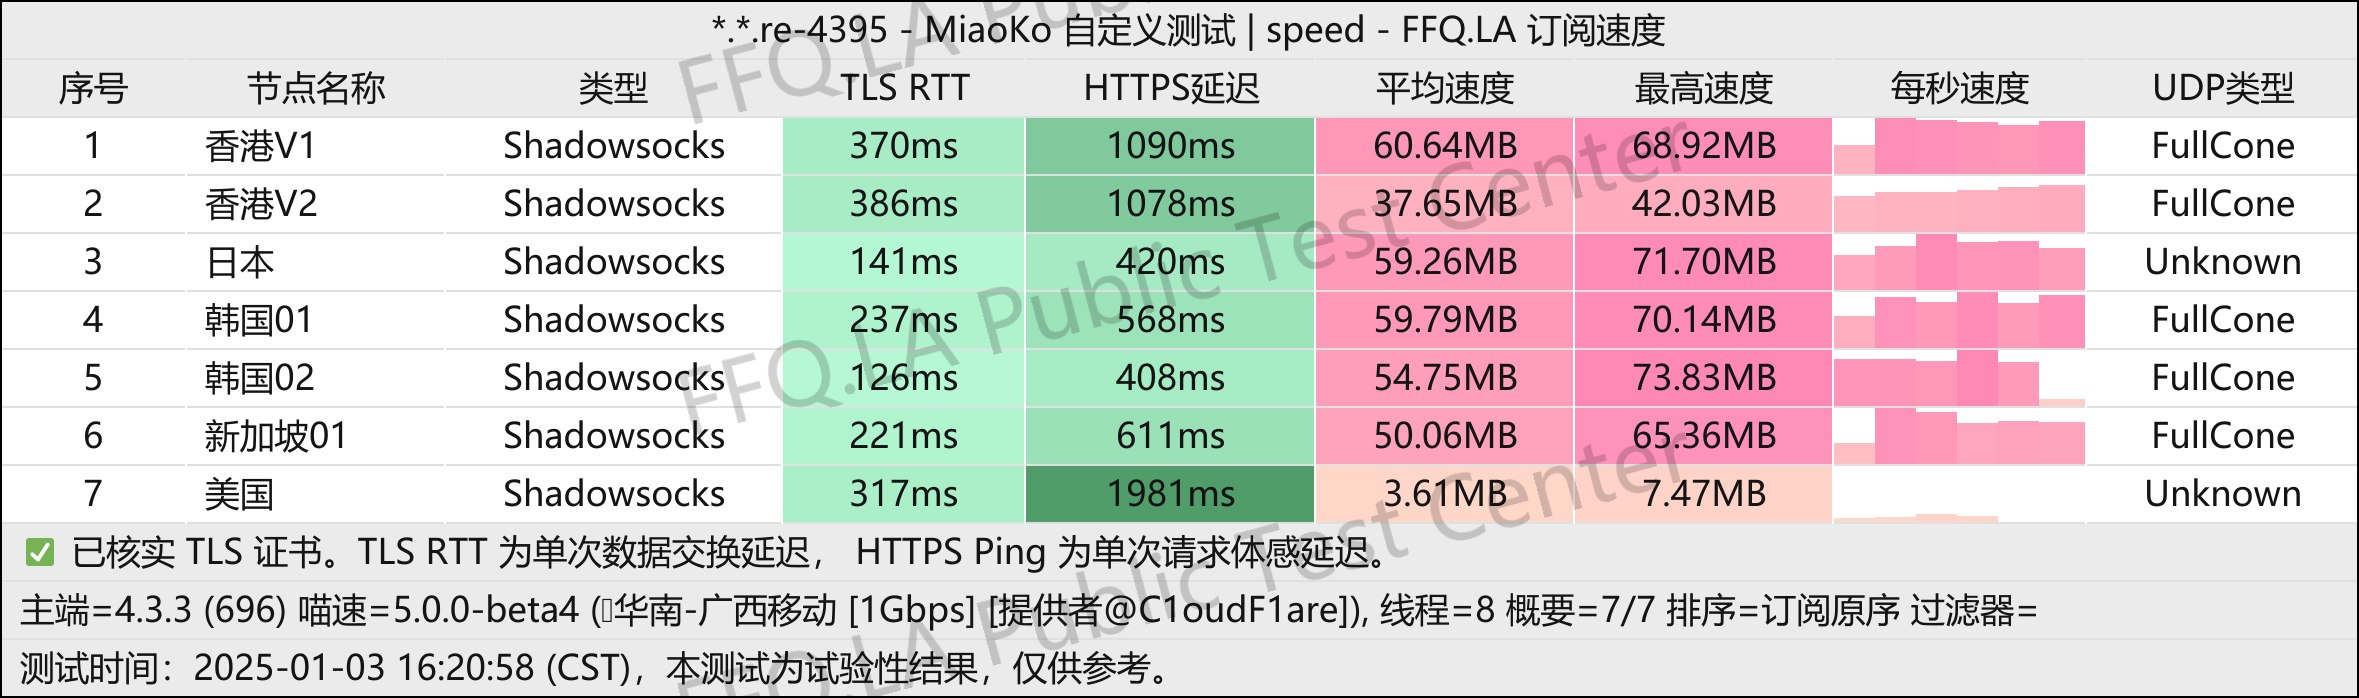 *.*.re-4395 - MiaoKo 自定义测试 | speed - FFQ.LA 订阅速度
序号 节点名称 类型 TLS RTT HTTPS延迟 平均速度 最高速度 每秒速度 UDP类型
1 香港V1 Shadowsocks 370ms 1090ms 60.64MB 68.92MB FullCone
2 香港V2 Shadowsocks 386ms 1078ms 37.65MB 42.03MB FullCone
3 日本 Shadowsocks 141ms 420ms 59.26MB 71.70MB Unknown
4 韩国01 Shadowsocks 237ms 568ms 59.79MB 70.14MB FullCone
5 韩国02 Shadowsocks 126ms 408ms 54.75MB 73.83MB FullCone
6 新加坡01 Shadowsocks 221ms 611ms 50.06MB 65.36MB FullCone
7 美国 Shadowsocks 317ms 1981ms 3.61MB 7.47MB Unknown
✅ 已核实 TLS 证书。TLS RTT 为单次数据交换延迟， HTTPS Ping 为单次请求体感延迟。
主端=4.3.3 (696) 喵速=5.0.0-beta4 (华南-广西移动 [1Gbps] [提供者@C1oudF1are]), 线程=8 概要=7/7 排序=订阅原序 过滤器=
测试时间：2025-01-03 16:20:58 (CST)，本测试为试验性结果，仅供参考。
FFQ.LA Public Test Center
FFQ.LA Public Test Center
FFQ.LA Public Test Center